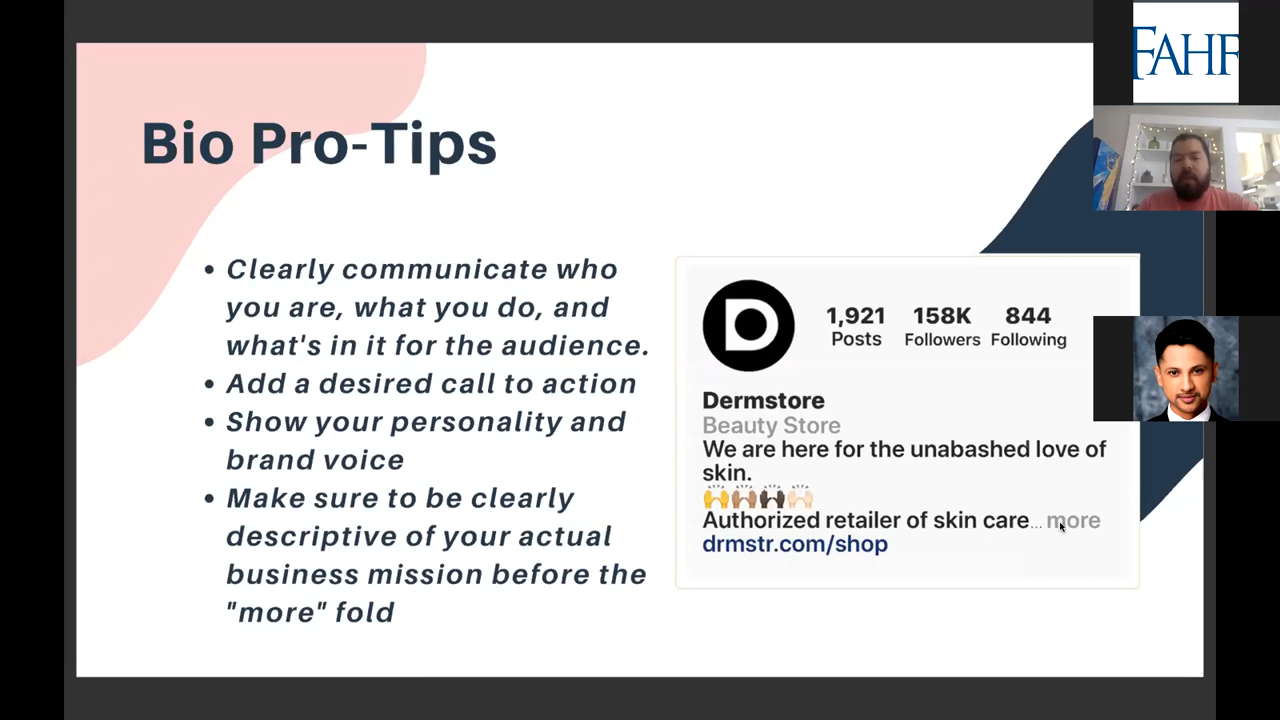 FAHF
Bio Pro-Tips
• Clearly communicate who
you are, what you do, and
what's in it for the audience.
• Add a desired call to action
• Show your personality and
brand voice
• Make sure to be clearly
descriptive of your actual
business mission before the
"more" fold
D
1,921 158K 844
Posts Followers Following
Dermstore
Beauty Store
We are here for the unabashed love of
skin.
🙌🙌🏽🙌🏿🙌🏻
Authorized retailer of skin care... more
drmstr.com/shop